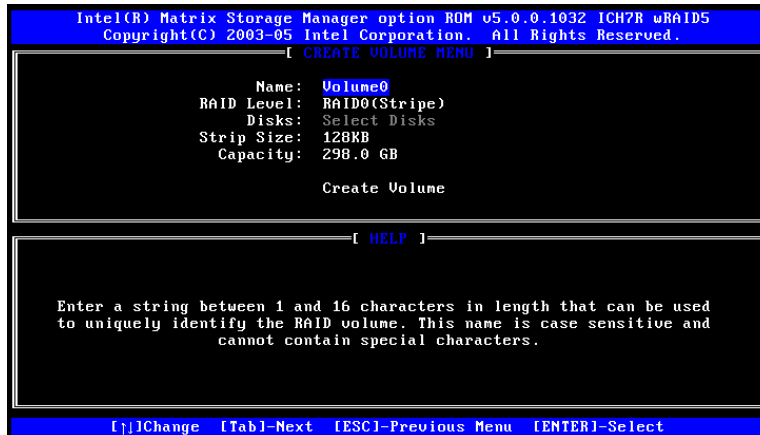 Intel(R) Matrix Storage Manager option ROM v5.0.0.1032 ICH7R wRAID5
Copyright(C) 2003-05 Intel Corporation. All Rights Reserved.
[ CREATE VOLUME MENU ]
Name: Volume0
RAID Level: RAID0(Stripe)
Disks: Select Disks
Strip Size: 128KB
Capacity: 298.0 GB
Create Volume
[ HELP ]
Enter a string between 1 and 16 characters in length that can be used
to uniquely identify the RAID volume. This name is case sensitive and
cannot contain special characters.
[↑↓]Change [Tab]-Next [ESC]-Previous Menu [ENTER]-Select